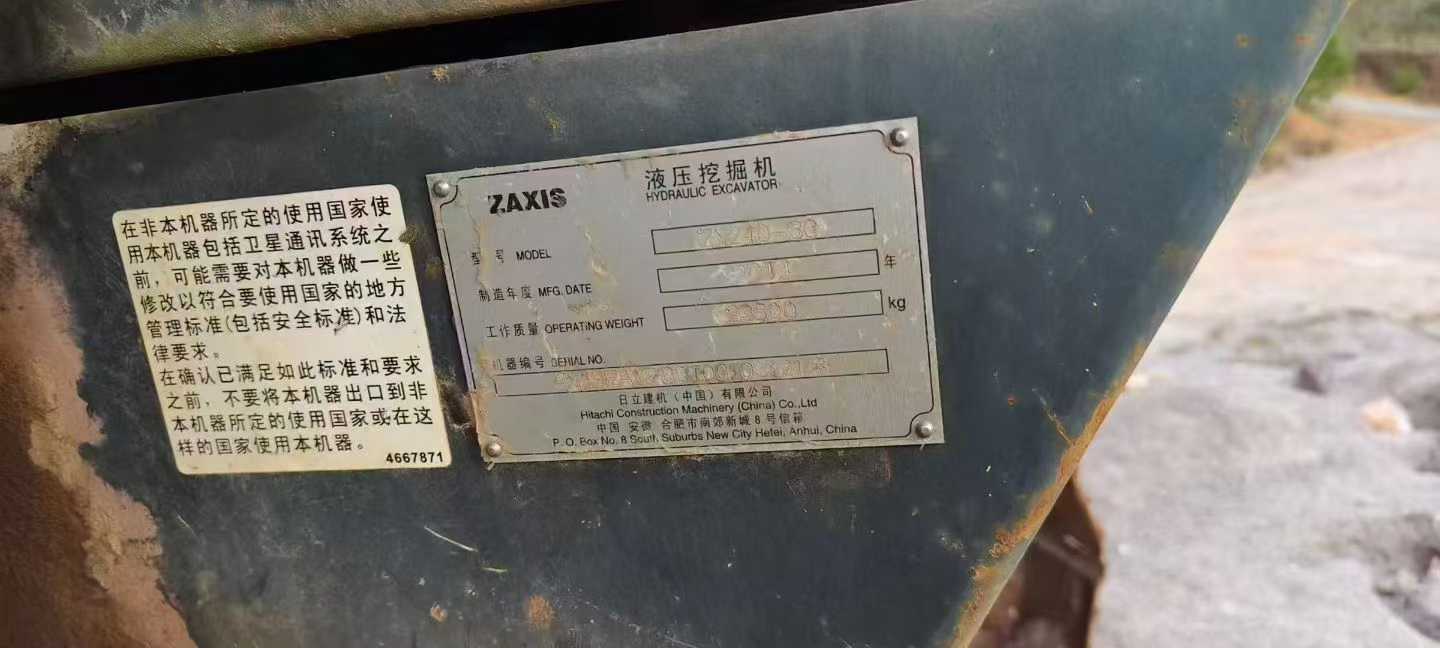 在非本机器所定的使用国家使
用本机器包括卫星通讯系统之
前，可能需要对本机器做一些
修改以符合要使用国家的地方
管理标准(包括安全标准)和法
律要求。
在确认已满足如此标准和要求
之前，不要将本机器出口到非
本机器所定的使用国家或在这
样的国家使用本机器。
4667871
ZAXIS
液压挖掘机
HYDRAULIC EXCAVATOR
型号 MODEL
制造年度 MFG. DATE 年
工作质量 OPERATING WEIGHT kg
机器编号 SERIAL NO.
日立建机（中国）有限公司
Hitachi Construction Machinery (China) Co.,Ltd
中国 安徽 合肥市南郊新城8号信箱
P.O. Box No. 8 South Suburbs New City Hefei, Anhui, China